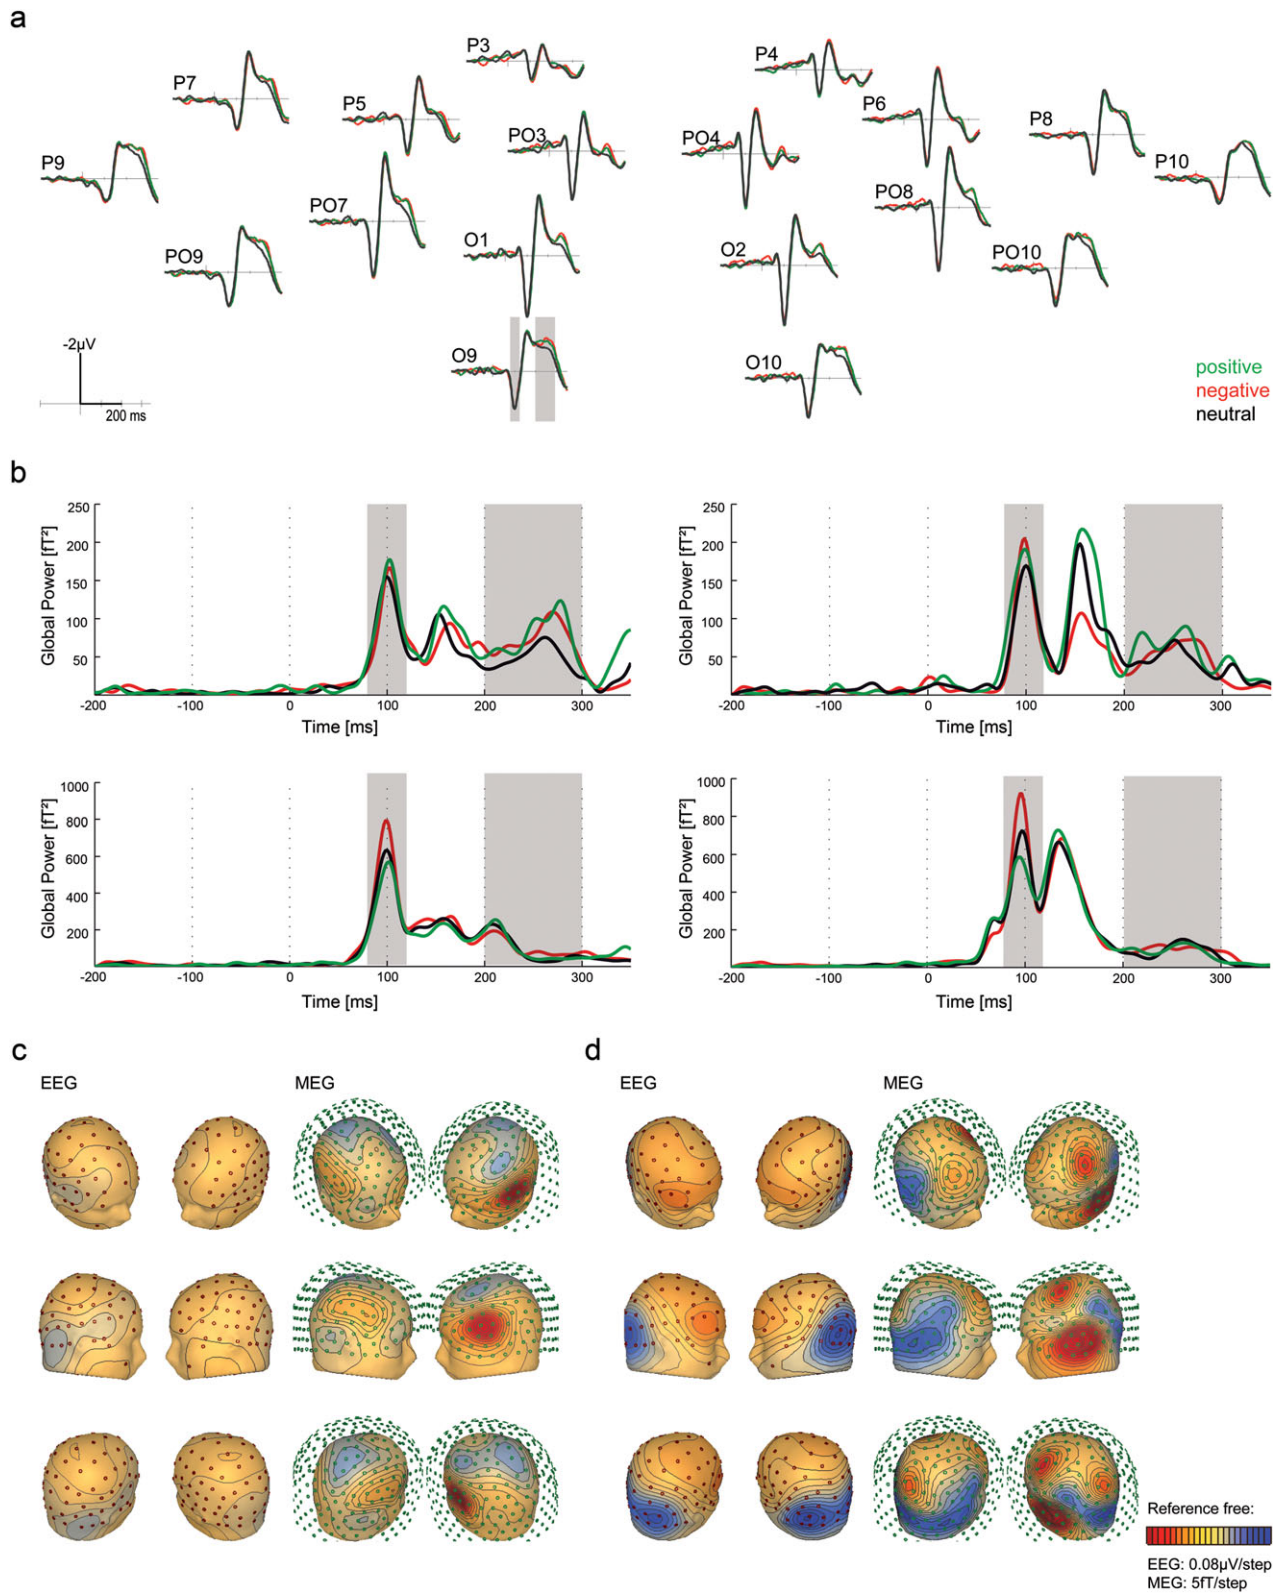 a
P3
P4
P7
P5
P6
P8
PO3
PO4
P9
P10
PO7
PO8
O1
O2
PO9
PO10
O9
O10
-2µV
200 ms
positive
negative
neutral
b
Global Power [fT²]
250
200
150
100
50
-200
-100
0
100
200
300
Time [ms]
Global Power [fT²]
250
200
150
100
50
-200
-100
0
100
200
300
Time [ms]
Global Power [fT²]
1000
800
600
400
200
-200
-100
0
100
200
300
Time [ms]
Global Power [fT²]
1000
800
600
400
200
-200
-100
0
100
200
300
Time [ms]
c
EEG
MEG
d
EEG
MEG
Reference free:
EEG: 0.08µV/step
MEG: 5fT/step